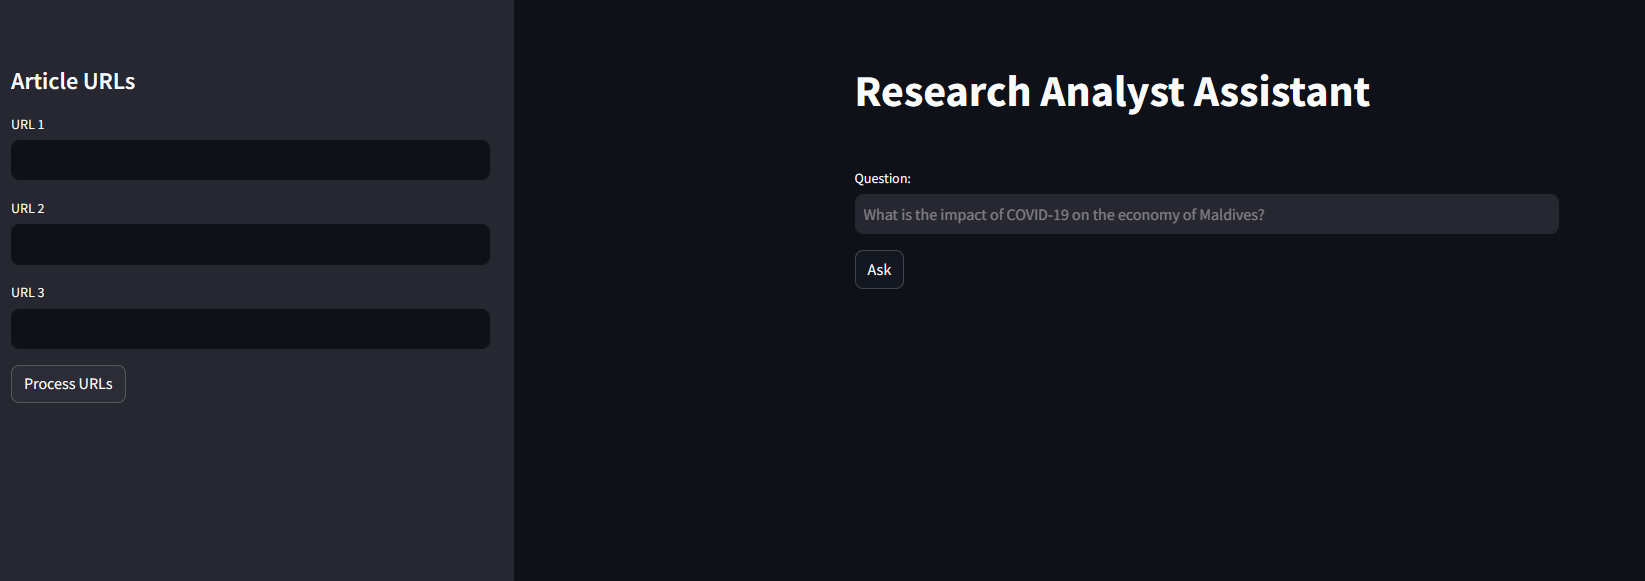 Article URLs
URL 1
URL 2
URL 3
Process URLs
Research Analyst Assistant
Question:
What is the impact of COVID-19 on the economy of Maldives?
Ask